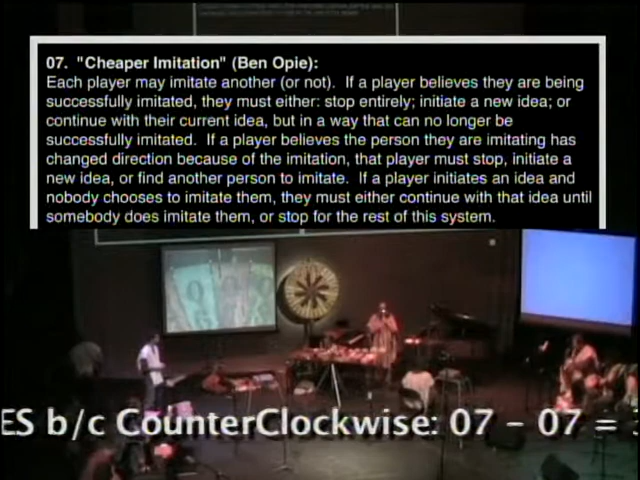 07. "Cheaper Imitation" (Ben Opie):
Each player may imitate another (or not). If a player believes they are being
successfully imitated, they must either: stop entirely; initiate a new idea; or
continue with their current idea, but in a way that can no longer be
successfully imitated. If a player believes the person they are imitating has
changed direction because of the imitation, that player must stop, initiate a
new idea, or find another person to imitate. If a player initiates an idea and
nobody chooses to imitate them, they must either continue with that idea until
somebody does imitate them, or stop for the rest of this system.
ES b/c CounterClockwise: 07 - 07 =